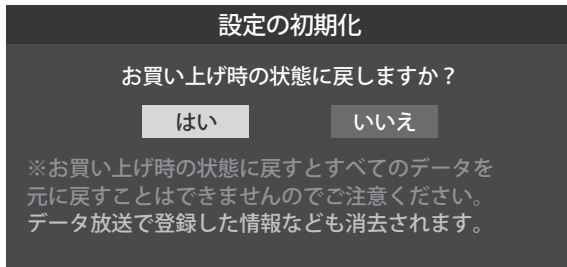 設定の初期化
お買い上げ時の状態に戻しますか？
はい いいえ
※お買い上げ時の状態に戻すとすべてのデータを
元に戻すことはできませんのでご注意ください。
データ放送で登録した情報なども消去されます。